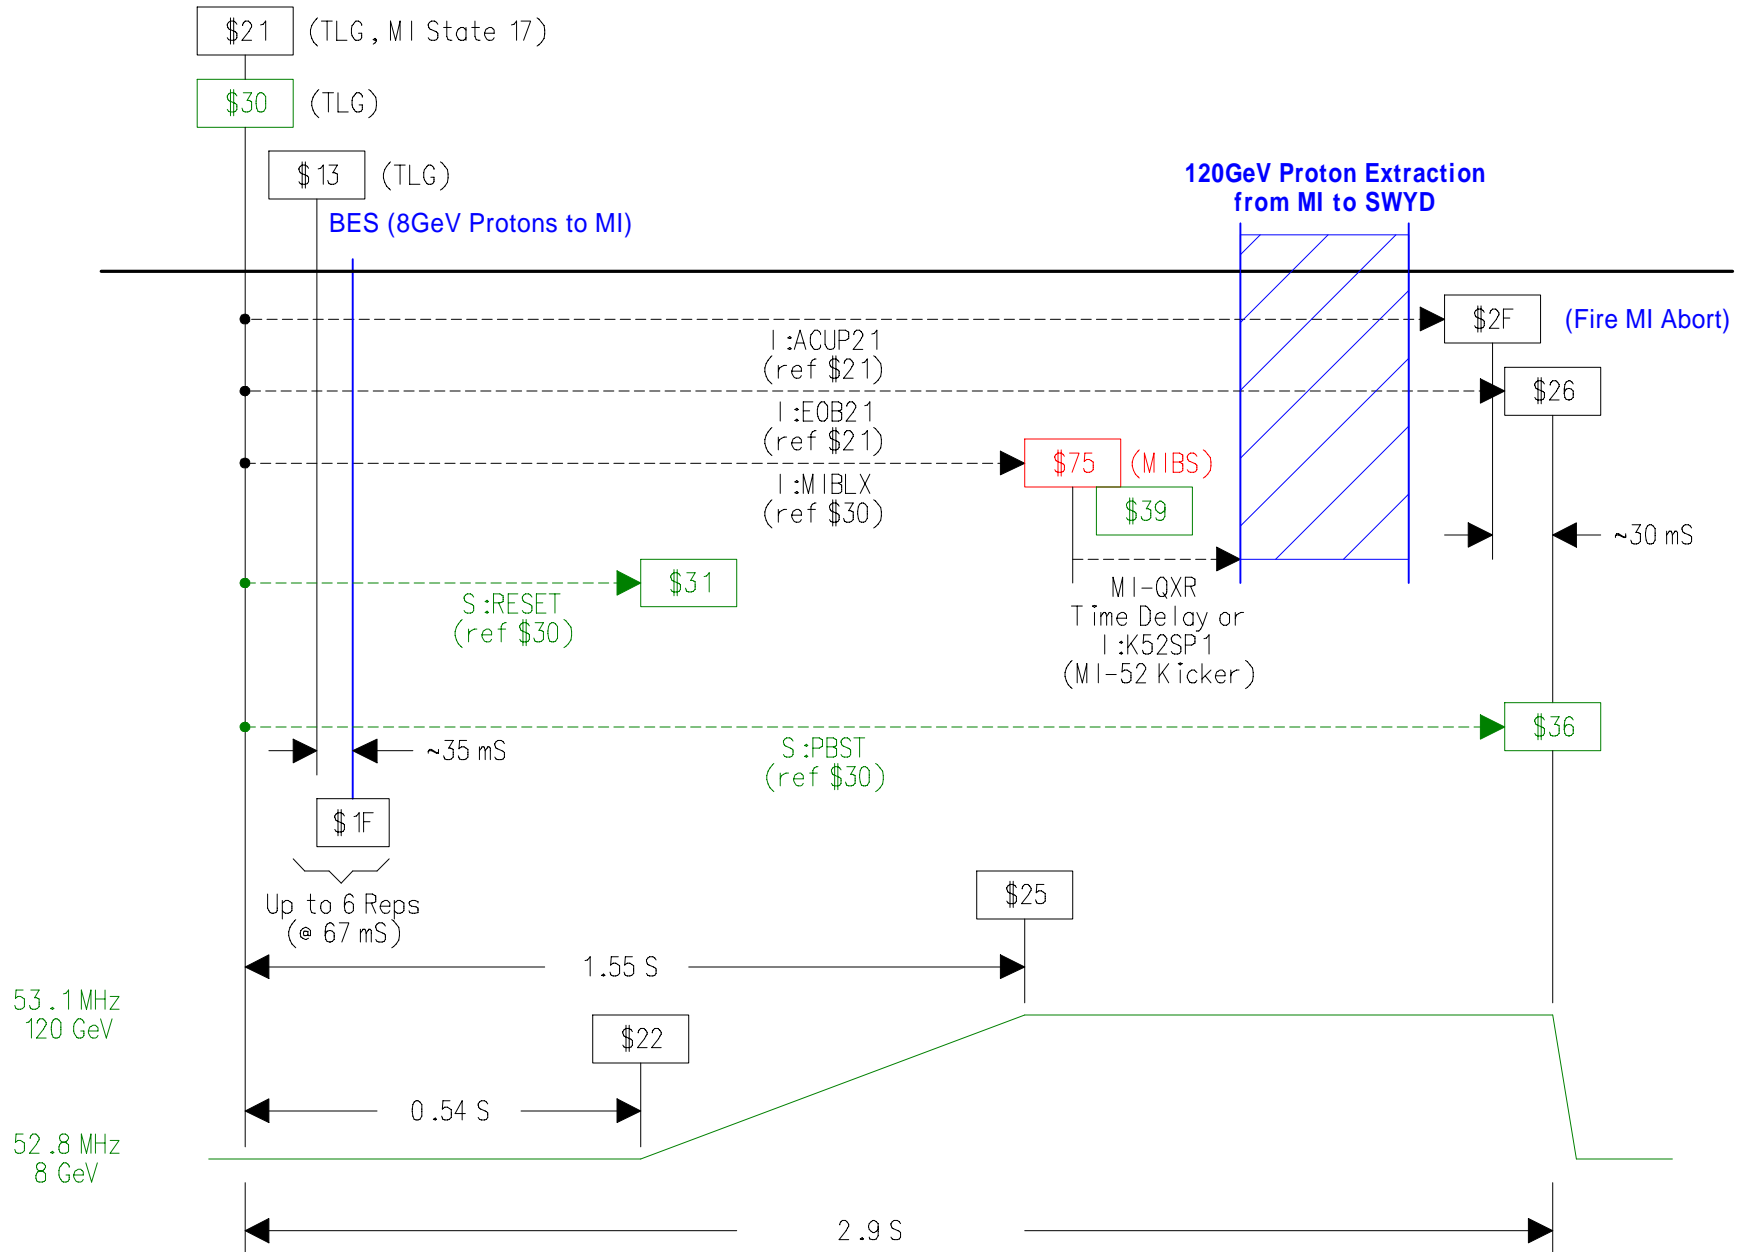 $21 (TLG, MI State 17)
$30 (TLG)
$13 (TLG)
BES (8GeV Protons to MI)
120GeV Proton Extraction
from MI to SWYD
$2F (Fire MI Abort)
I:ACUP21
(ref $21)
$26
I:EOB21
(ref $21)
$75 (MIBS)
I:MIBLX
(ref $30)
$39
~30 mS
$31
S:RESET
(ref $30)
MI-QXR
Time Delay or
I:K52SP1
(MI-52 Kicker)
$36
~35 mS
S:PBST
(ref $30)
$1F
Up to 6 Reps
(@ 67 mS)
$25
1.55 S
53.1 MHz
120 GeV
$22
0.54 S
52.8 MHz
8 GeV
2.9 S